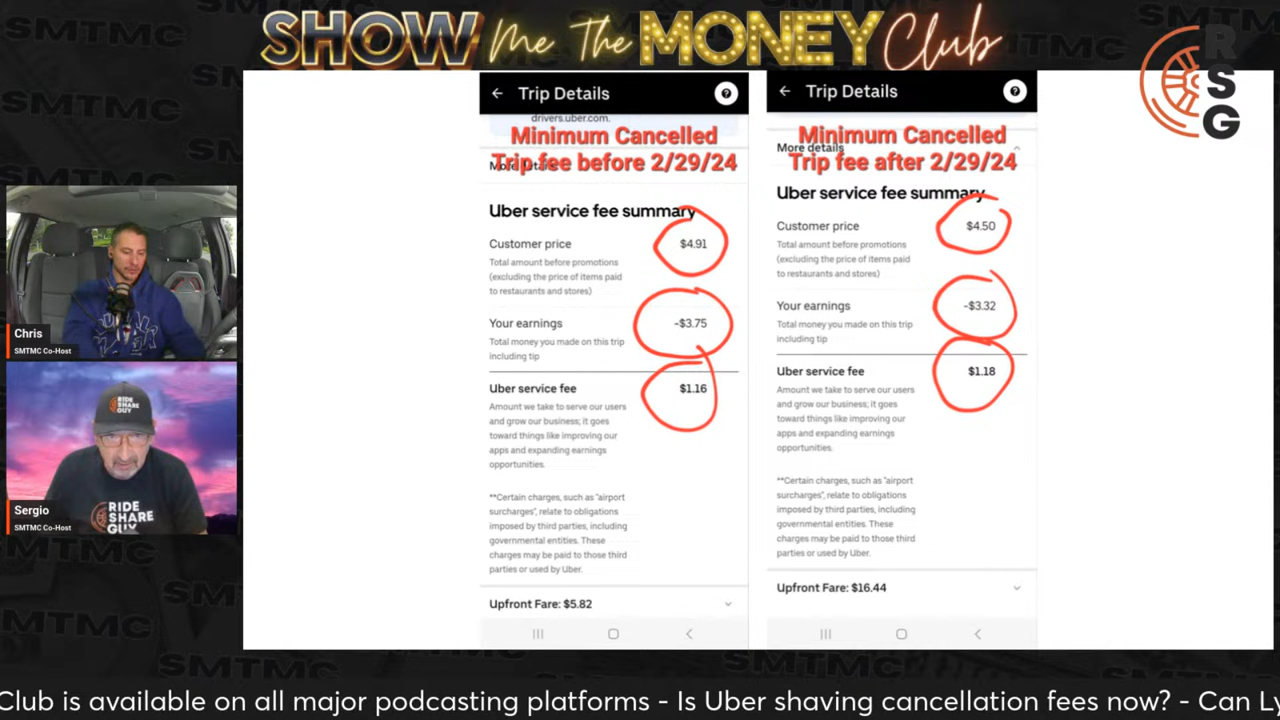 SHOW Me The MONEY Club
RSG
Chris
SMTMC Co-Host
RIDE
SHARE
GUY
RIDE
SHARE
GUY
Sergio
SMTMC Co-Host
Trip Details
drivers.uber.com.
Minimum Cancelled
Trip fee before 2/29/24
Uber service fee summary
Customer price
$4.91
Total amount before promotions
(excluding the price of items paid
to restaurants and stores)
Your earnings
-$3.75
Total money you made on this trip
including tip
Uber service fee
$1.16
Amount we take to serve our users
and grow our business; it goes
toward things like improving our
apps and expanding earnings
opportunities.
**Certain charges, such as "airport
surcharges", relate to obligations
imposed by third parties, including
governmental entities. These
charges may be paid to those third
parties or used by Uber.
Upfront Fare: $5.82
Trip Details
Minimum Cancelled
More details
Trip fee after 2/29/24
Uber service fee summary
Customer price
$4.50
Total amount before promotions
(excluding the price of items paid
to restaurants and stores)
Your earnings
-$3.32
Total money you made on this trip
including tip
Uber service fee
$1.18
Amount we take to serve our users
and grow our business; it goes
toward things like improving our
apps and expanding earnings
opportunities.
**Certain charges, such as "airport
surcharges", relate to obligations
imposed by third parties, including
governmental entities. These
charges may be paid to those third
parties or used by Uber.
Upfront Fare: $16.44
Club is available on all major podcasting platforms - Is Uber shaving cancellation fees now? - Can Ly